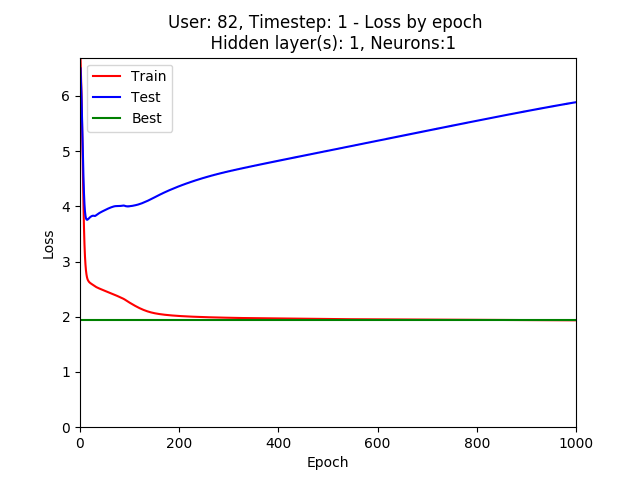 User: 82, Timestep: 1 - Loss by epoch
Hidden layer(s): 1, Neurons:1
Train
Test
Best
6
5
4
3
2
1
0
Loss
0 200 400 600 800 1000
Epoch